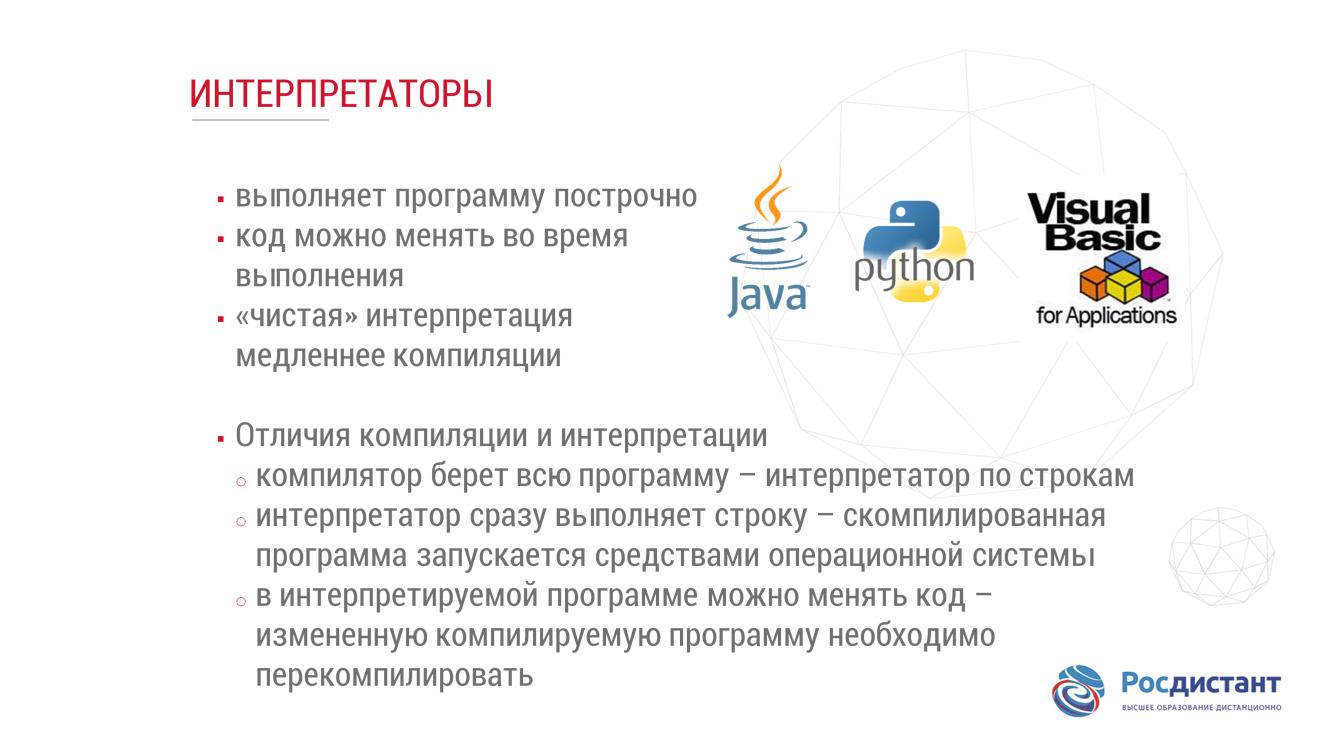 ИНТЕРПРЕТАТОРЫ
▪ выполняет программу построчно
▪ код можно менять во время
выполнения
▪ «чистая» интерпретация
медленнее компиляции
Java™
python
Visual
Basic
for Applications
▪ Отличия компиляции и интерпретации
○ компилятор берет всю программу – интерпретатор по строкам
○ интерпретатор сразу выполняет строку – скомпилированная
программа запускается средствами операционной системы
○ в интерпретируемой программе можно менять код –
измененную компилируемую программу необходимо
перекомпилировать
Росдистант
ВЫСШЕЕ ОБРАЗОВАНИЕ ДИСТАНЦИОННО